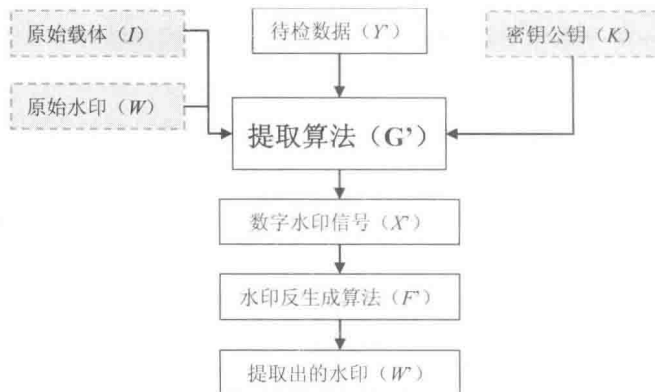 原始载体（I）
待检数据（Y'）
密钥公钥（K）
原始水印（W）
提取算法（G’）
数字水印信号（X'）
水印反生成算法（F'）
提取出的水印（W'）